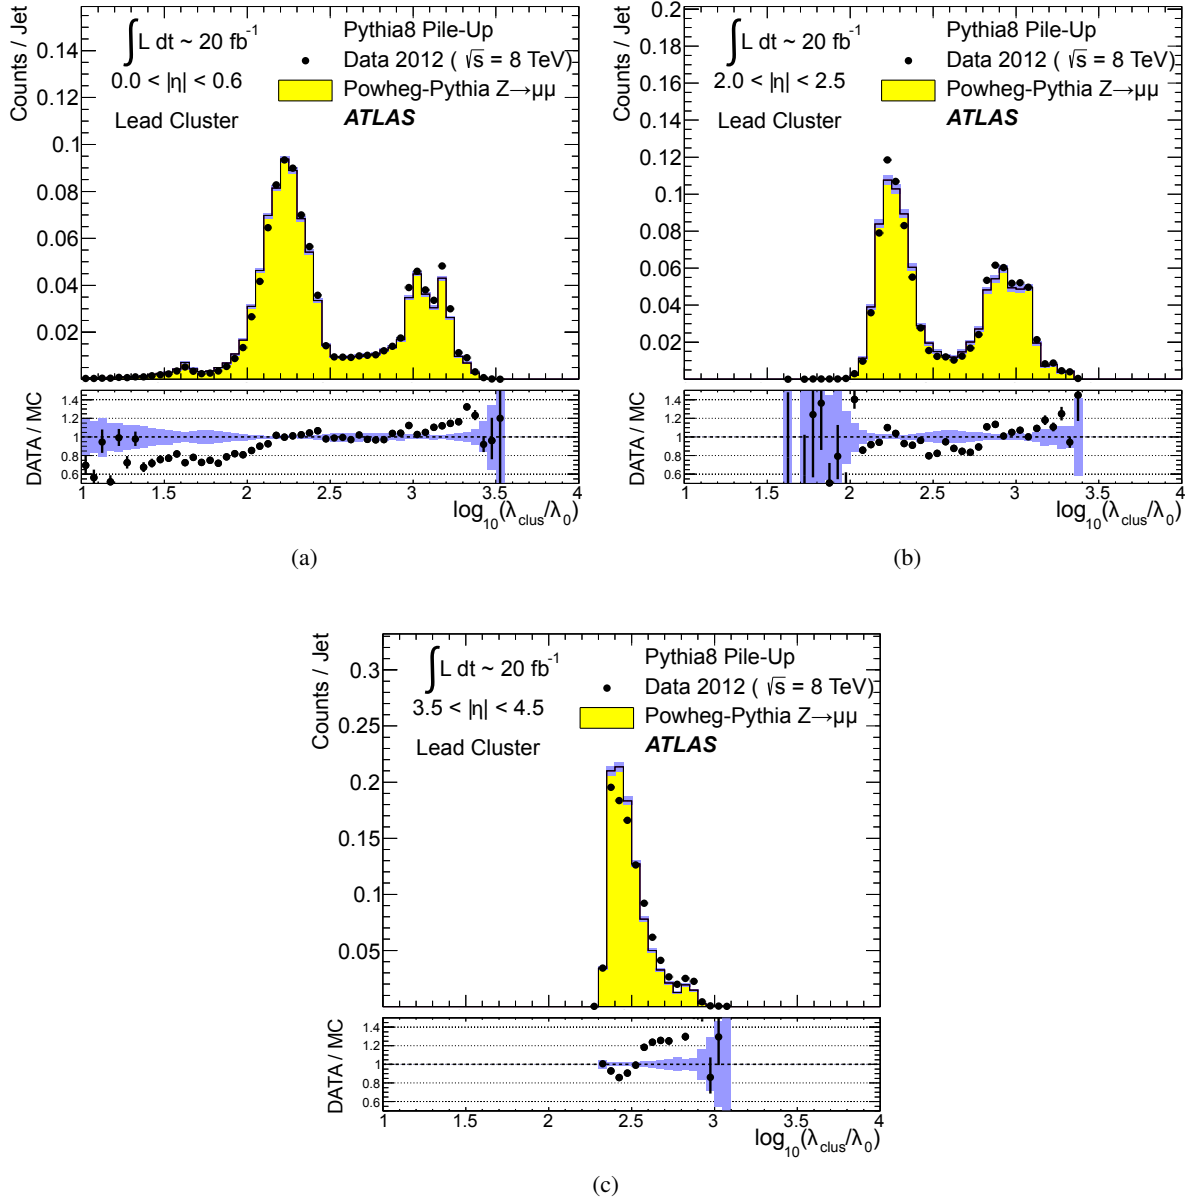 Counts / Jet
0.14
0.12
0.1
0.08
0.06
0.04
0.02
∫L dt ~ 20 fb⁻¹
0.0 < |η| < 0.6
Lead Cluster
Pythia8 Pile-Up
Data 2012 ( √s = 8 TeV)
Powheg-Pythia Z→μμ
ATLAS
DATA / MC
1.4
1.2
1
0.8
0.6
1 1.5 2 2.5 3 3.5 4
log₁₀(λclus/λ₀)
(a)
Counts / Jet
0.2
0.18
0.16
0.14
0.12
0.1
0.08
0.06
0.04
0.02
∫L dt ~ 20 fb⁻¹
2.0 < |η| < 2.5
Lead Cluster
Pythia8 Pile-Up
Data 2012 ( √s = 8 TeV)
Powheg-Pythia Z→μμ
ATLAS
DATA / MC
1.4
1.2
1
0.8
0.6
1 1.5 2 2.5 3 3.5 4
log₁₀(λclus/λ₀)
(b)
Counts / Jet
0.3
0.25
0.2
0.15
0.1
0.05
∫L dt ~ 20 fb⁻¹
3.5 < |η| < 4.5
Lead Cluster
Pythia8 Pile-Up
Data 2012 ( √s = 8 TeV)
Powheg-Pythia Z→μμ
ATLAS
DATA / MC
1.4
1.2
1
0.8
0.6
1 1.5 2 2.5 3 3.5 4
log₁₀(λclus/λ₀)
(c)